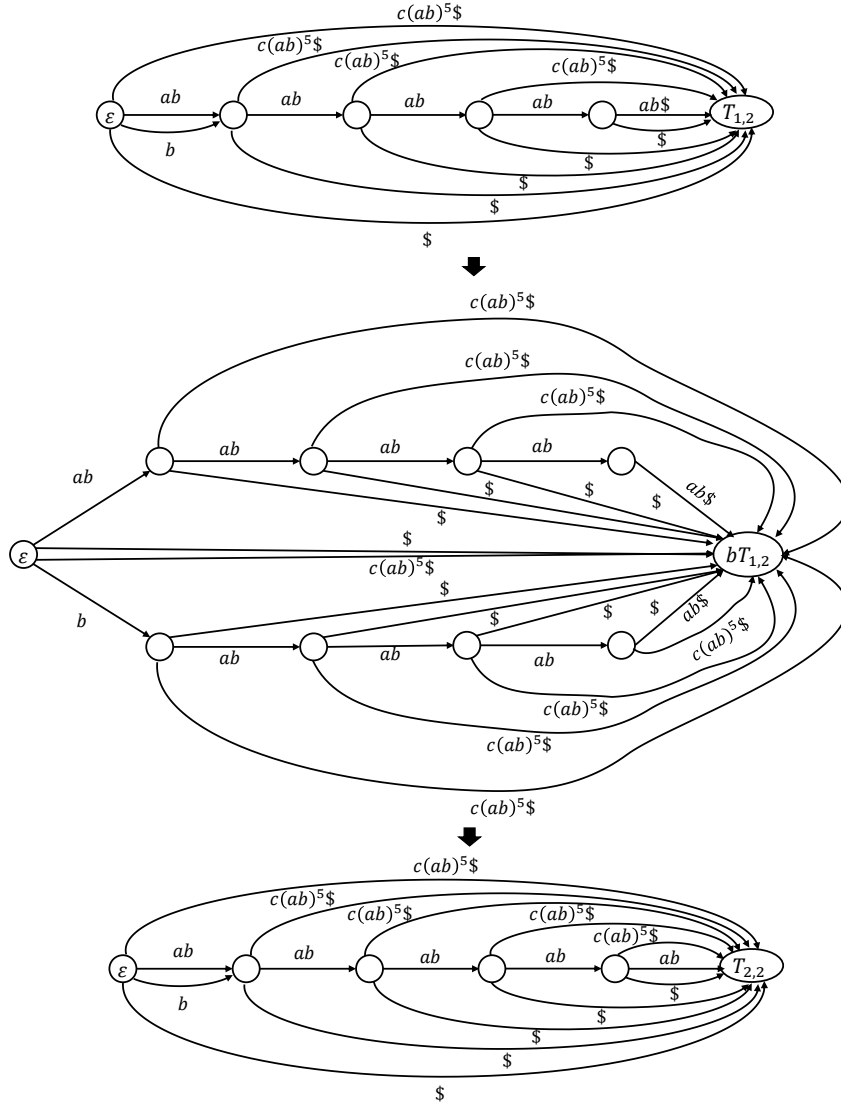 $c(ab)^5\$$
$c(ab)^5\$$
$c(ab)^5\$$ $c(ab)^5\$$
$ab$ $ab$ $ab$ $ab$ $ab\$$
$\varepsilon$ $T_{1,2}$
$b$ $\$$
$\$$
$\$$
$\$$
$\$$
$c(ab)^5\$$
$c(ab)^5\$$
$c(ab)^5\$$
$ab$ $ab$ $ab$
$ab$ $\$$ $\$$ $\$$ $ab\$$
$\$$
$\$$
$\varepsilon$ $bT_{1,2}$
$c(ab)^5\$$
$\$$
$b$ $\$$ $\$$ $\$$ $ab\$$
$ab$ $ab$ $ab$ $c(ab)^5\$$
$c(ab)^5\$$
$c(ab)^5\$$
$c(ab)^5\$$
$c(ab)^5\$$
$c(ab)^5\$$
$c(ab)^5\$$ $c(ab)^5\$$
$c(ab)^5\$$
$ab$ $ab$ $ab$ $ab$ $ab$
$\varepsilon$ $T_{2,2}$
$b$ $\$$
$\$$
$\$$
$\$$
$\$$